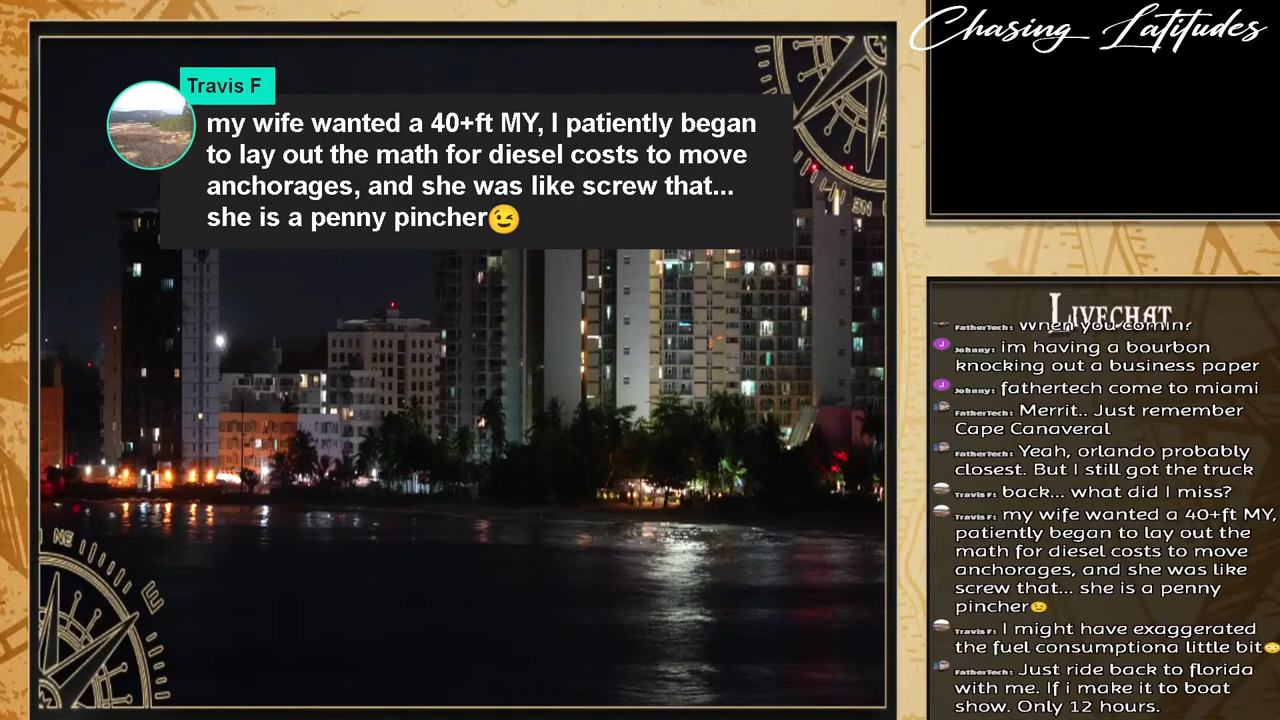 Chasing Latitudes
Travis F
my wife wanted a 40+ft MY, I patiently began
to lay out the math for diesel costs to move
anchorages, and she was like screw that...
she is a penny pincher😉
NE
E
NE
LIVECHAT
FatherTech: When you comin?
J Johnny: im having a bourbon
knocking out a business paper
J Johnny: fathertech come to miami
FatherTech: Merrit.. Just remember
Cape Canaveral
FatherTech: Yeah, orlando probably
closest. But I still got the truck
Travis F: back... what did I miss?
Travis F: my wife wanted a 40+ft MY,
patiently began to lay out the
math for diesel costs to move
anchorages, and she was like
screw that... she is a penny
pincher😉
Travis F: I might have exaggerated
the fuel consumptiona little bit😳
FatherTech: Just ride back to florida
with me. If i make it to boat
show. Only 12 hours.